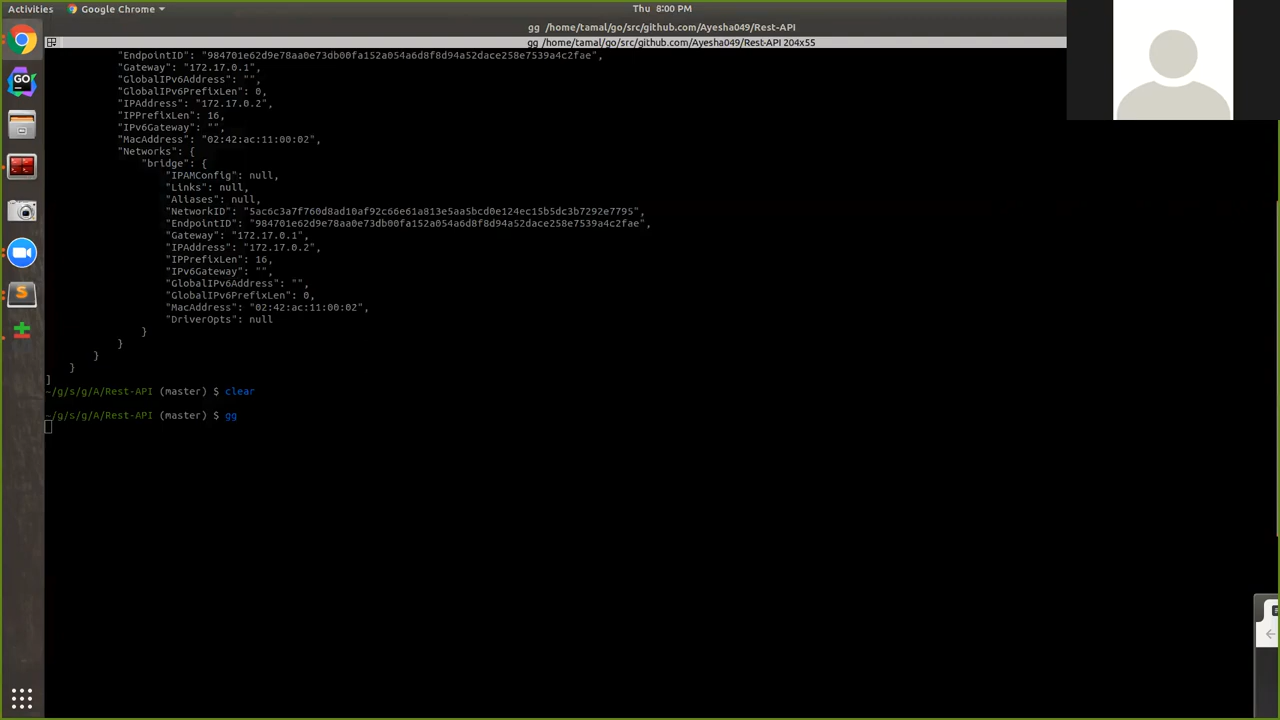 Activities
Google Chrome
Thu 8:00 PM
gg /home/tamal/go/src/github.com/Ayesha049/Rest-API
gg /home/tamal/go/src/github.com/Ayesha049/Rest-API 204x55
"EndpointID": "984701e62d9e78aa0e73db00fa152a054a6d8f8d94a52dace258e7539a4c2fae",
"Gateway": "172.17.0.1",
"GlobalIPv6Address": "",
"GlobalIPv6PrefixLen": 0,
"IPAddress": "172.17.0.2",
"IPPrefixLen": 16,
"IPv6Gateway": "",
"MacAddress": "02:42:ac:11:00:02",
"Networks": {
"bridge": {
"IPAMConfig": null,
"Links": null,
"Aliases": null,
"NetworkID": "5ac6c3a7f760d8ad10af92c66e61a813e5aa5bcd0e124ec15b5dc3b7292e7795",
"EndpointID": "984701e62d9e78aa0e73db00fa152a054a6d8f8d94a52dace258e7539a4c2fae",
"Gateway": "172.17.0.1",
"IPAddress": "172.17.0.2",
"IPPrefixLen": 16,
"IPv6Gateway": "",
"GlobalIPv6Address": "",
"GlobalIPv6PrefixLen": 0,
"MacAddress": "02:42:ac:11:00:02",
"DriverOpts": null
}
}
}
}
]
~/g/s/g/A/Rest-API (master) $ clear
~/g/s/g/A/Rest-API (master) $ gg
GO
S